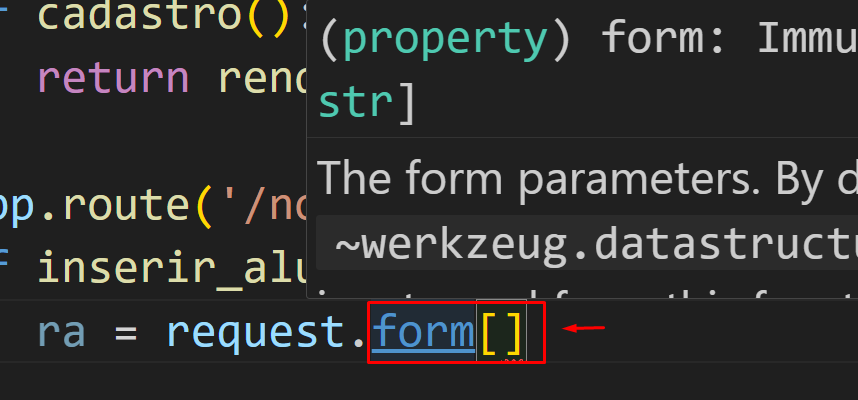 cadastro():
(property) form: Immu
return rend
str]
The form parameters. By d
pp.route('/no
~werkzeug.datastructu
inserir_alu
ra = request.form[]